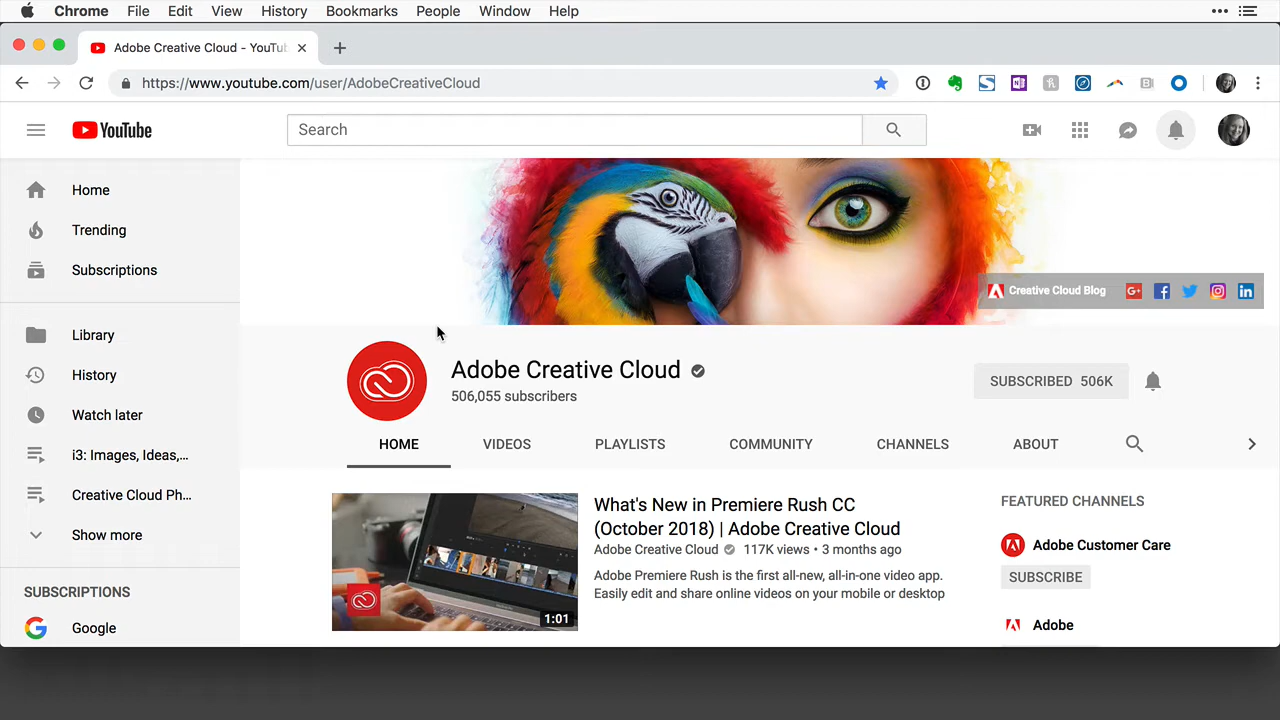 Chrome File Edit View History Bookmarks People Window Help
Adobe Creative Cloud - YouTub
https://www.youtube.com/user/AdobeCreativeCloud
YouTube
Search
Home
Trending
Subscriptions
Library
History
Watch later
i3: Images, Ideas,...
Creative Cloud Ph...
Show more
SUBSCRIPTIONS
Google
Creative Cloud Blog
Adobe Creative Cloud
506,055 subscribers
SUBSCRIBED 506K
HOME VIDEOS PLAYLISTS COMMUNITY CHANNELS ABOUT
1:01
What's New in Premiere Rush CC
(October 2018) | Adobe Creative Cloud
Adobe Creative Cloud 117K views • 3 months ago
Adobe Premiere Rush is the first all-new, all-in-one video app.
Easily edit and share online videos on your mobile or desktop
FEATURED CHANNELS
Adobe Customer Care
SUBSCRIBE
Adobe